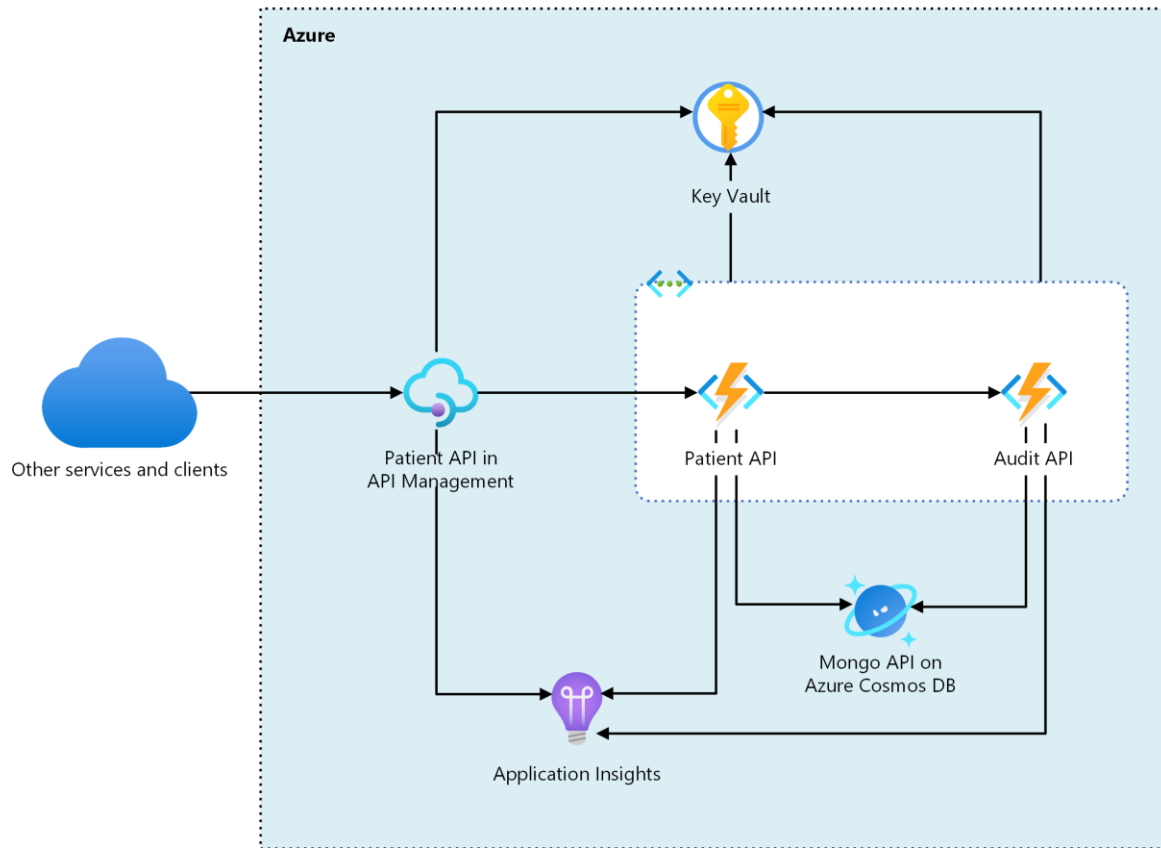 Azure
Key Vault
Other services and clients
Patient API in
API Management
Patient API
Audit API
Mongo API on
Azure Cosmos DB
Application Insights